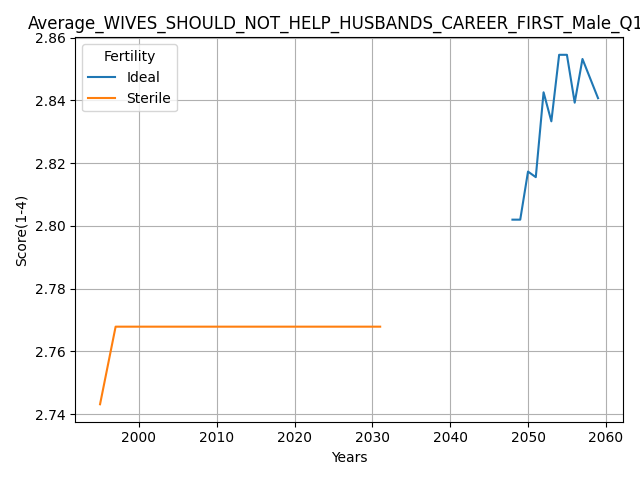 Average_WIVES_SHOULD_NOT_HELP_HUSBANDS_CAREER_FIRST_Male_Q1
2.86
2.84
2.82
2.80
2.78
2.76
2.74
Score(1-4)
Fertility
Ideal
Sterile
2000 2010 2020 2030 2040 2050 2060
Years